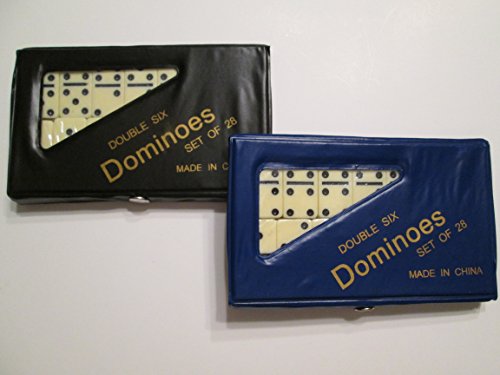 DOUBLE SIX
Dominoes
SET OF 28
MADE IN C
DOUBLE SIX
Dominoes
SET OF 28
MADE IN CHINA